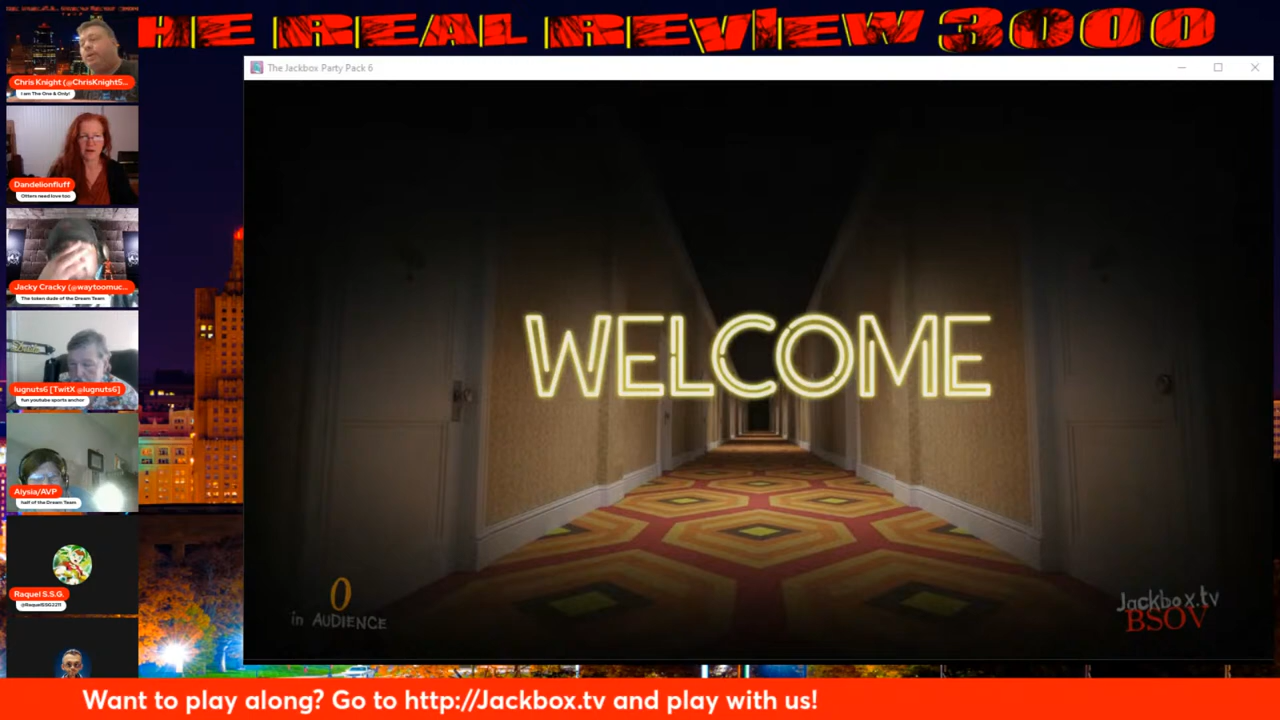 HE REAL REVIEW 3000
The Jackbox Party Pack 6
Chris Knight (@ChrisKnight5...
I am The One & Only!
Dandelionfluff
Otters need love too
Jacky Cracky (@waytoomuc...
The token dude of the Dream Team
lugnuts6 [TwitX @lugnuts6]
fun youtube sports anchor
Alysia/AVP
half of the Dream Team
Raquel S.S.G.
@RaquelSSG2211
WELCOME
0
in AUDIENCE
Jackbox.tv
BSOV
Want to play along? Go to http://Jackbox.tv and play with us!